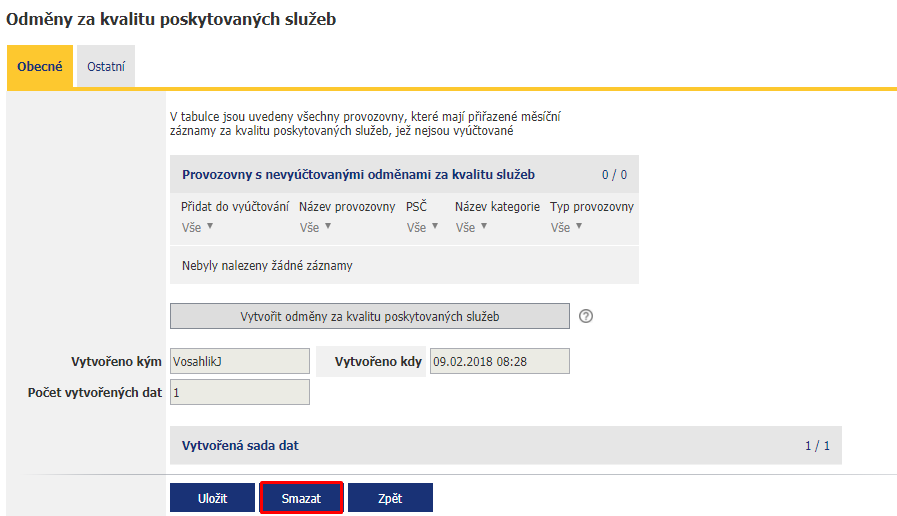 Odměny za kvalitu poskytovaných služeb
Obecné Ostatní
V tabulce jsou uvedeny všechny provozovny, které mají přiřazené měsíční
záznamy za kvalitu poskytovaných služeb, jež nejsou vyúčtované
Provozovny s nevyúčtovanými odměnami za kvalitu služeb 0 / 0
Přidat do vyúčtování Název provozovny PSČ Název kategorie Typ provozovny
Vše Vše Vše Vše Vše
Nebyly nalezeny žádné záznamy
Vytvořit odměny za kvalitu poskytovaných služeb ?
Vytvořeno kým VosahlikJ Vytvořeno kdy 09.02.2018 08:28
Počet vytvořených dat 1
Vytvořená sada dat 1 / 1
Uložit Smazat Zpět